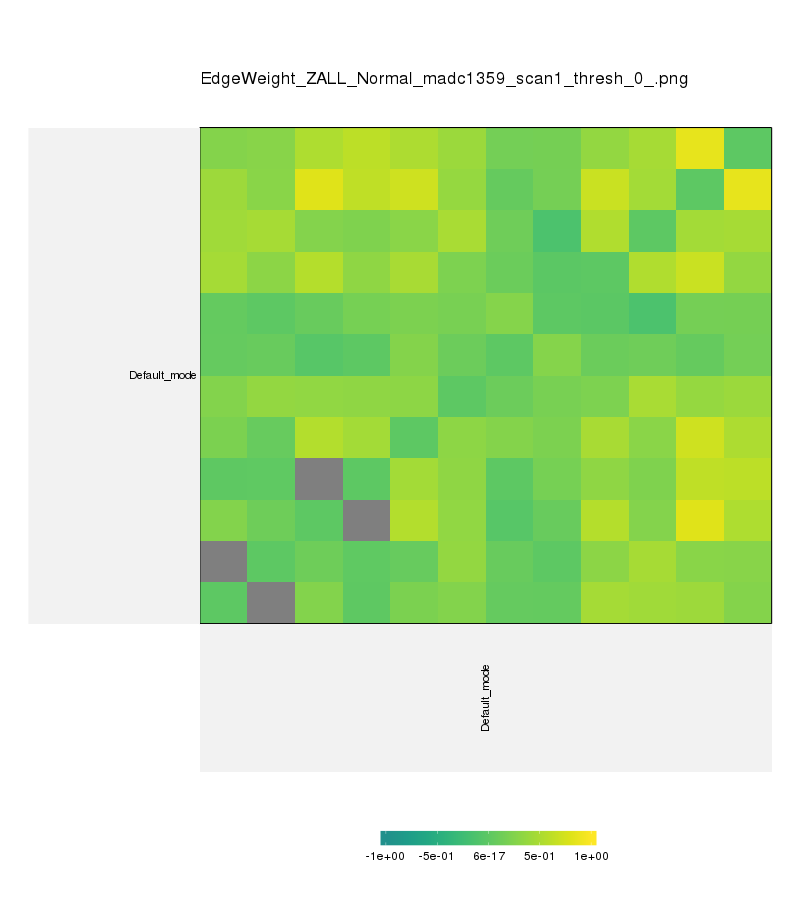 EdgeWeight_ZALL_Normal_madc1359_scan1_thresh_0_.png
Default_mode
Default_mode
-1e+00 -5e-01 6e-17 5e-01 1e+00